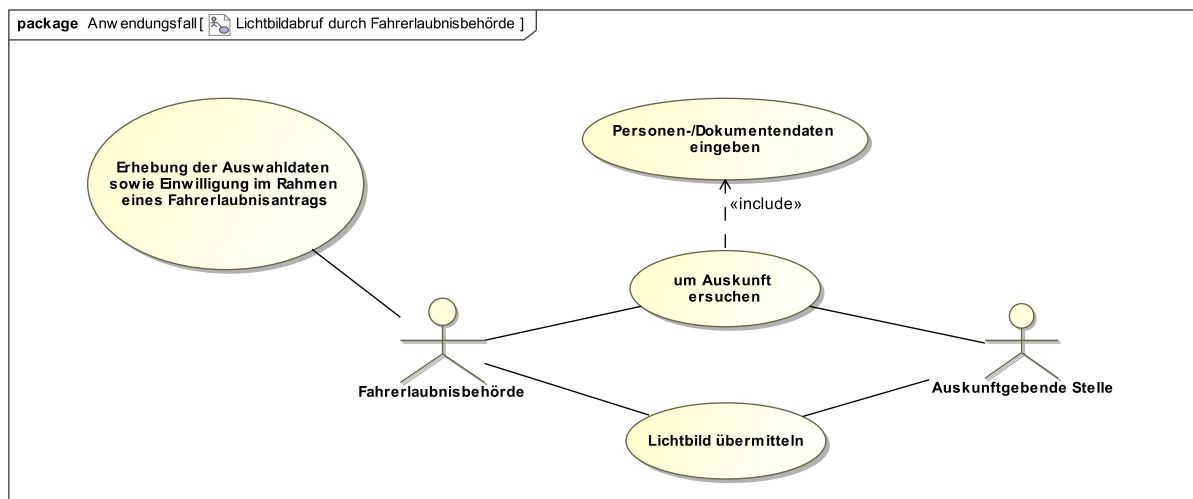 package Anwendungsfall [ Lichtbildabruf durch Fahrerlaubnisbehörde ]
Erhebung der Auswahldaten
sowie Einwilligung im Rahmen
eines Fahrerlaubnisantrags
Personen-/Dokumentendaten
eingeben
«include»
um Auskunft
ersuchen
Fahrerlaubnisbehörde
Auskunftgebende Stelle
Lichtbild übermitteln